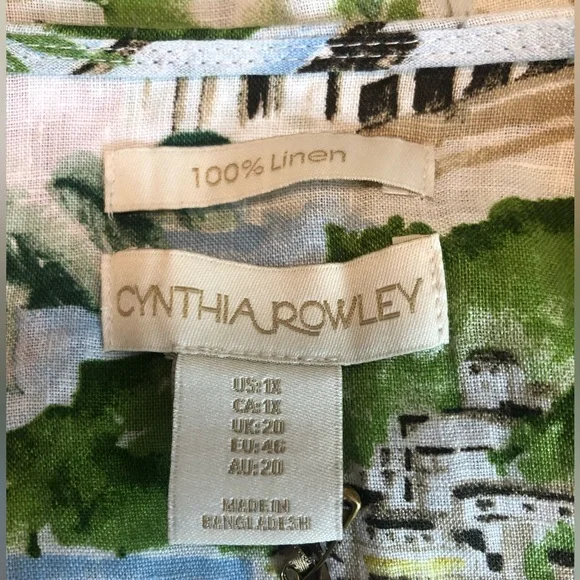 100% Linen
CYNTHIA ROWLEY
US:1X
CA:1X
UK:20
EU:46
AU:20
MADE IN
BANGLADESH